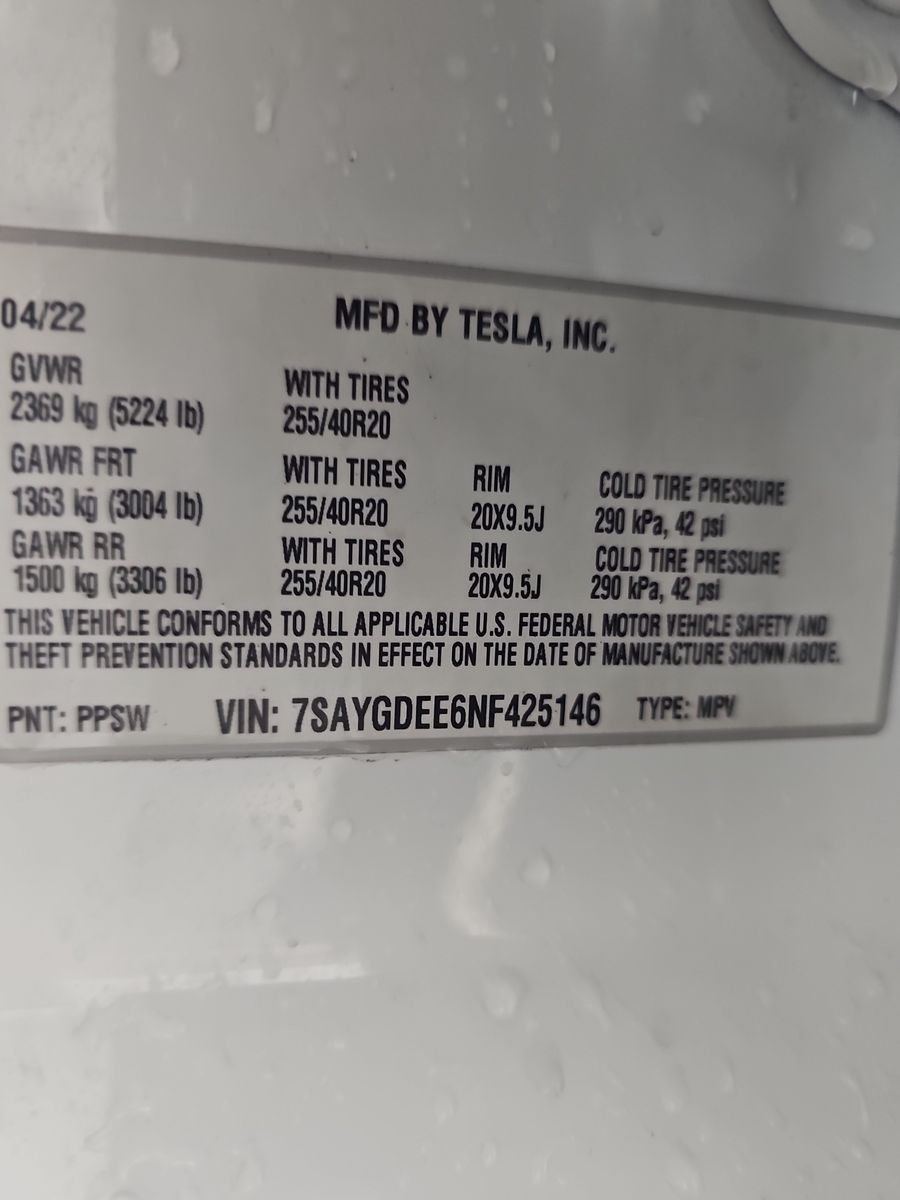 04/22 MFD BY TESLA, INC.
GVWR WITH TIRES
2369 kg (5224 lb) 255/40R20
GAWR FRT WITH TIRES RIM COLD TIRE PRESSURE
1363 kg (3004 lb) 255/40R20 20X9.5J 290 kPa, 42 psi
GAWR RR WITH TIRES RIM COLD TIRE PRESSURE
1500 kg (3306 lb) 255/40R20 20X9.5J 290 kPa, 42 psi
THIS VEHICLE CONFORMS TO ALL APPLICABLE U.S. FEDERAL MOTOR VEHICLE SAFETY AND
THEFT PREVENTION STANDARDS IN EFFECT ON THE DATE OF MANUFACTURE SHOWN ABOVE.
PNT: PPSW VIN: 7SAYGDEE6NF425146 TYPE: MPV